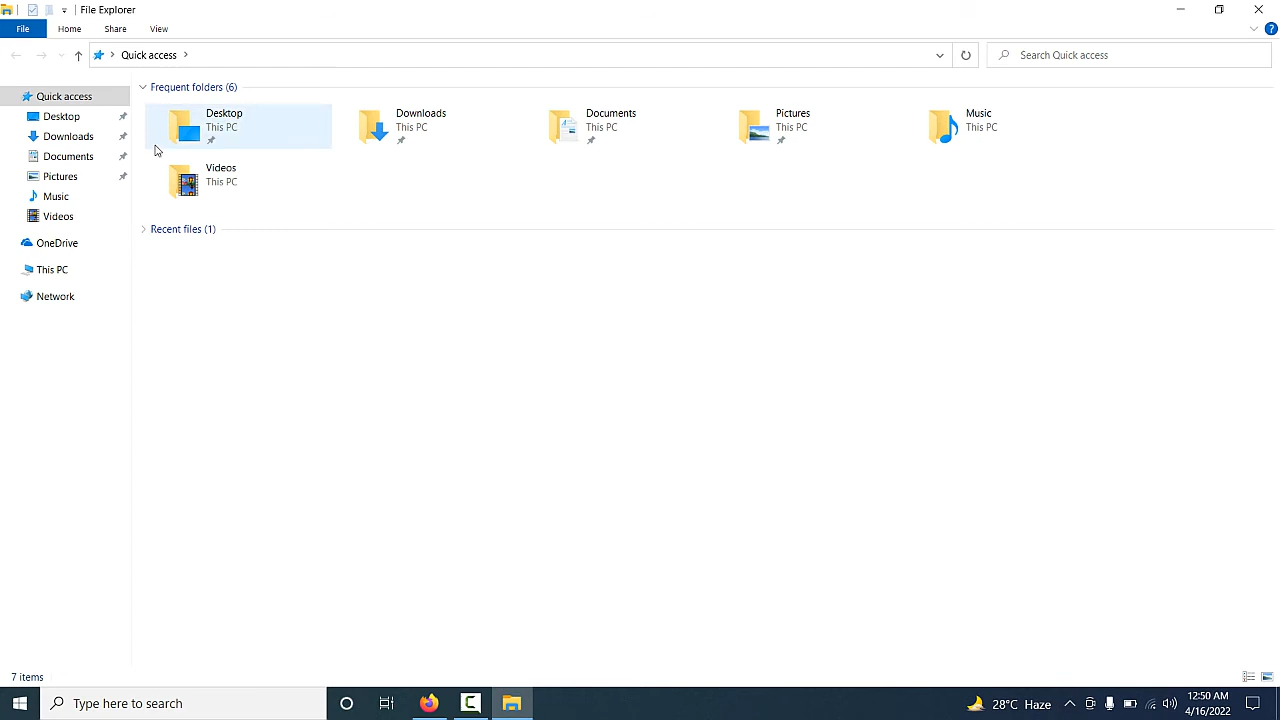 File Explorer
File Home Share View
Quick access
Search Quick access
Quick access
Desktop
Downloads
Documents
Pictures
Music
Videos
OneDrive
This PC
Network
Frequent folders (6)
Desktop
This PC
Downloads
This PC
Documents
This PC
Pictures
This PC
Music
This PC
Videos
This PC
Recent files (1)
7 items
Type here to search
28°C Haze
12:50 AM
4/16/2022